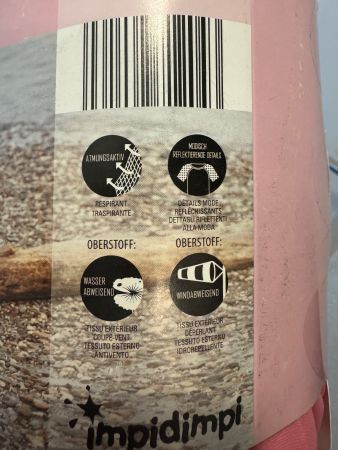 ATMUNGSAKTIV
RESPIRANT
TRASPIRANTE
MODISCH
REFLEKTIERENDE DETAILS
DÉTAILS MODE
RÉFLÉCHISSANTS
DETTAGLI RIFLETTENTI
ALLA MODA
OBERSTOFF:
WASSER
ABWEISEND
TISSU EXTÉRIEUR
COUPE-VENT
TESSUTO ESTERNO
ANTIVENTO
OBERSTOFF:
WINDABWEISEND
TISSU EXTÉRIEUR
DÉPERLANT
TESSUTO ESTERNO
IDROREPELLENTE
impidimpi